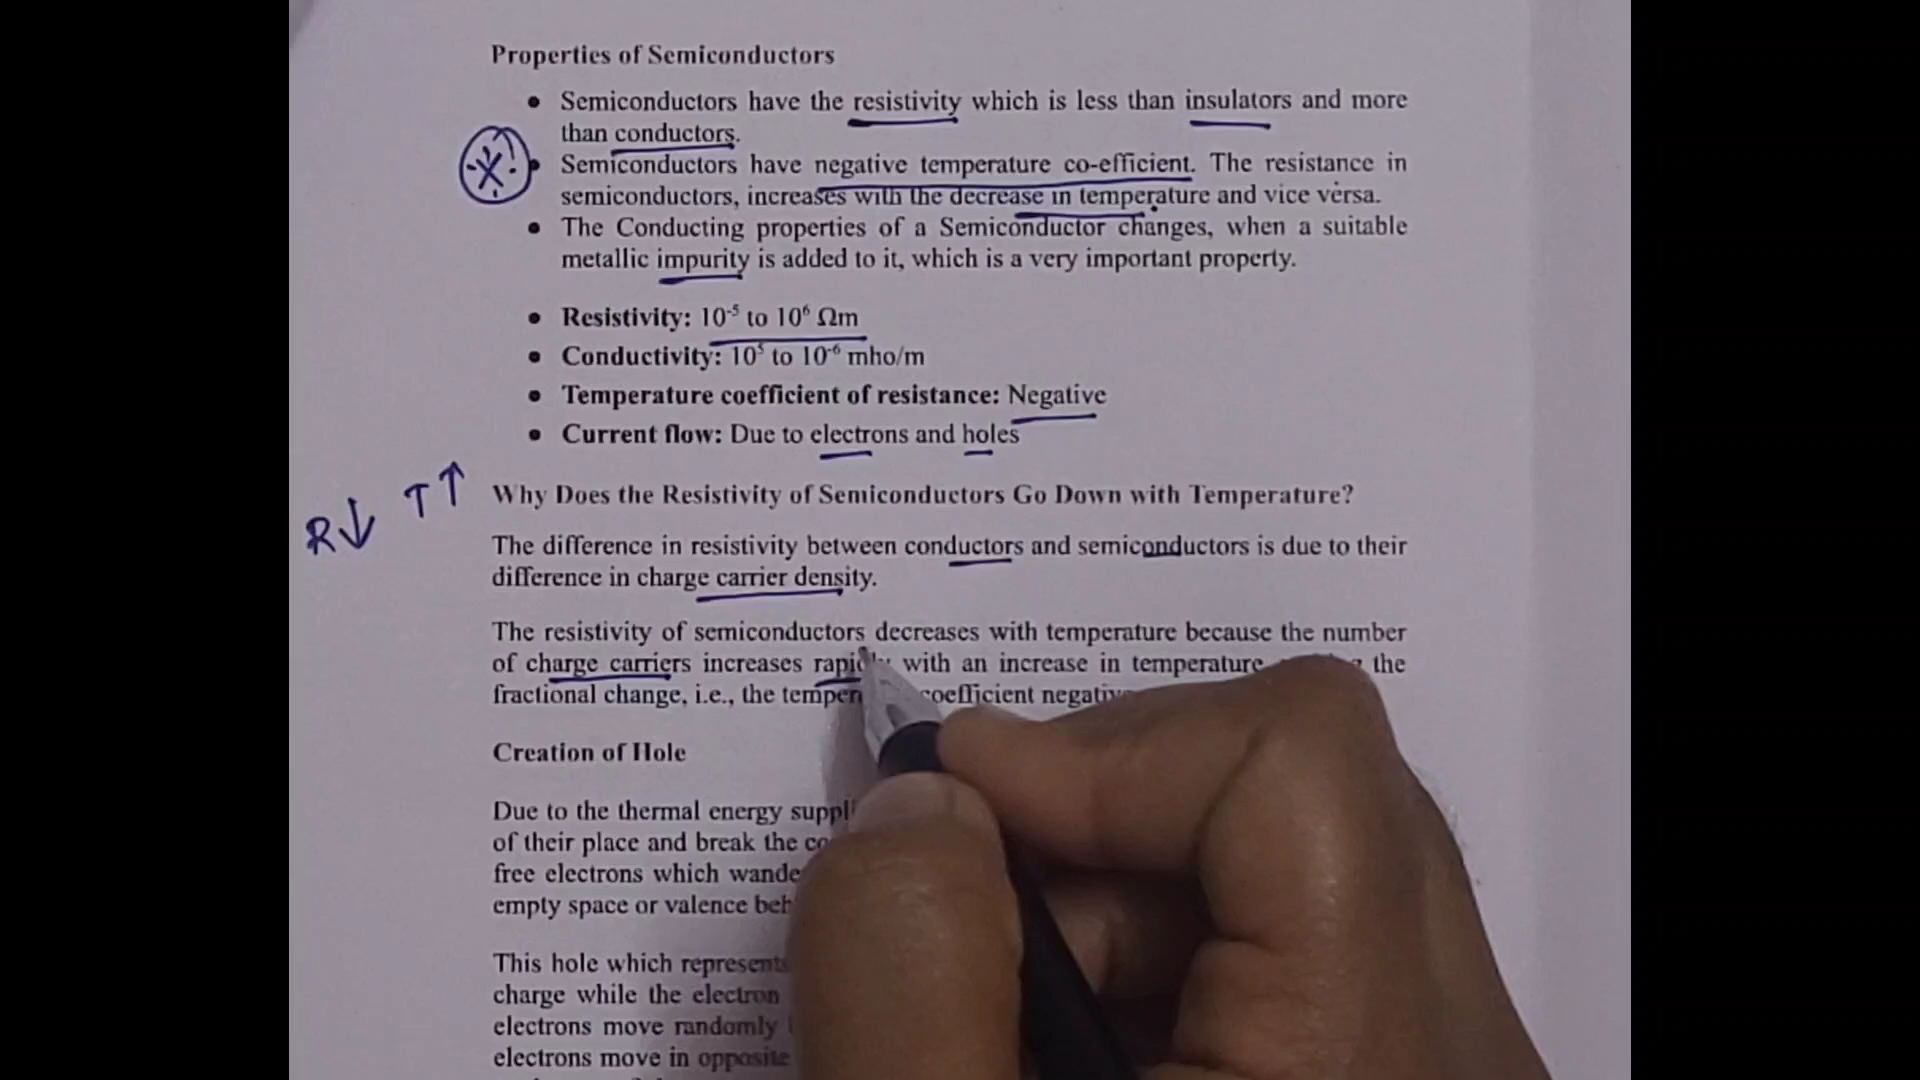 Properties of Semiconductors
• Semiconductors have the resistivity which is less than insulators and more
than conductors.
• Semiconductors have negative temperature co-efficient. The resistance in
semiconductors, increases with the decrease in temperature and vice versa.
• The Conducting properties of a Semiconductor changes, when a suitable
metallic impurity is added to it, which is a very important property.
• Resistivity: 10⁻⁵ to 10⁶ Ωm
• Conductivity: 10⁵ to 10⁻⁶ mho/m
• Temperature coefficient of resistance: Negative
• Current flow: Due to electrons and holes
R↓ T↑
Why Does the Resistivity of Semiconductors Go Down with Temperature?
The difference in resistivity between conductors and semiconductors is due to their
difference in charge carrier density.
The resistivity of semiconductors decreases with temperature because the number
of charge carriers increases rapidly with an increase in temperature the
fractional change, i.e., the coefficient
Creation of Hole
Due to the thermal energy
of their place and break the
free electrons which
empty space or valence
This hole which represents
charge while the electron
electrons move randomly
electrons move in opposite